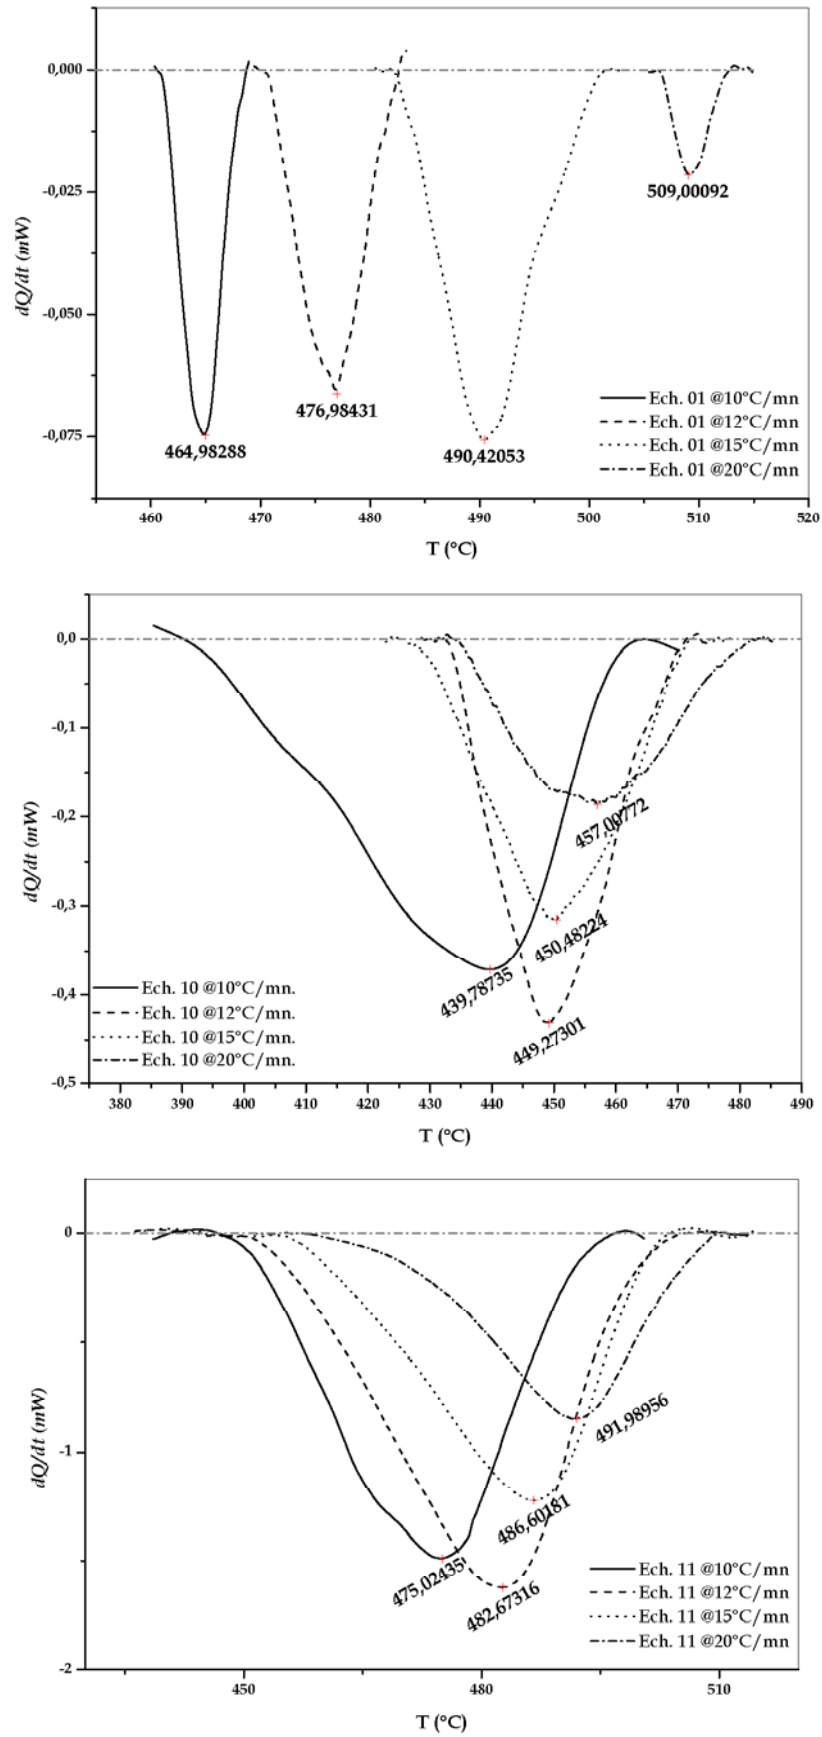 0,000
-0,025
-0,050
-0,075
dQ/dt (mW)
509,00092
476,98431
464,98288
490,42053
Ech. 01 @10°C/mn
Ech. 01 @12°C/mn
Ech. 01 @15°C/mn
Ech. 01 @20°C/mn
460 470 480 490 500 510 520
T (°C)
0,0
-0,1
-0,2
-0,3
-0,4
-0,5
dQ/dt (mW)
457,00772
450,48224
439,78735
449,27301
Ech. 10 @10°C/mn.
Ech. 10 @12°C/mn.
Ech. 10 @15°C/mn.
Ech. 10 @20°C/mn.
380 390 400 410 420 430 440 450 460 470 480 490
T (°C)
0
-1
-2
dQ/dt (mW)
491,98956
486,60181
475,02435
482,67316
Ech. 11 @10°C/mn
Ech. 11 @12°C/mn
Ech. 11 @15°C/mn
Ech. 11 @20°C/mn
450 480 510
T (°C)